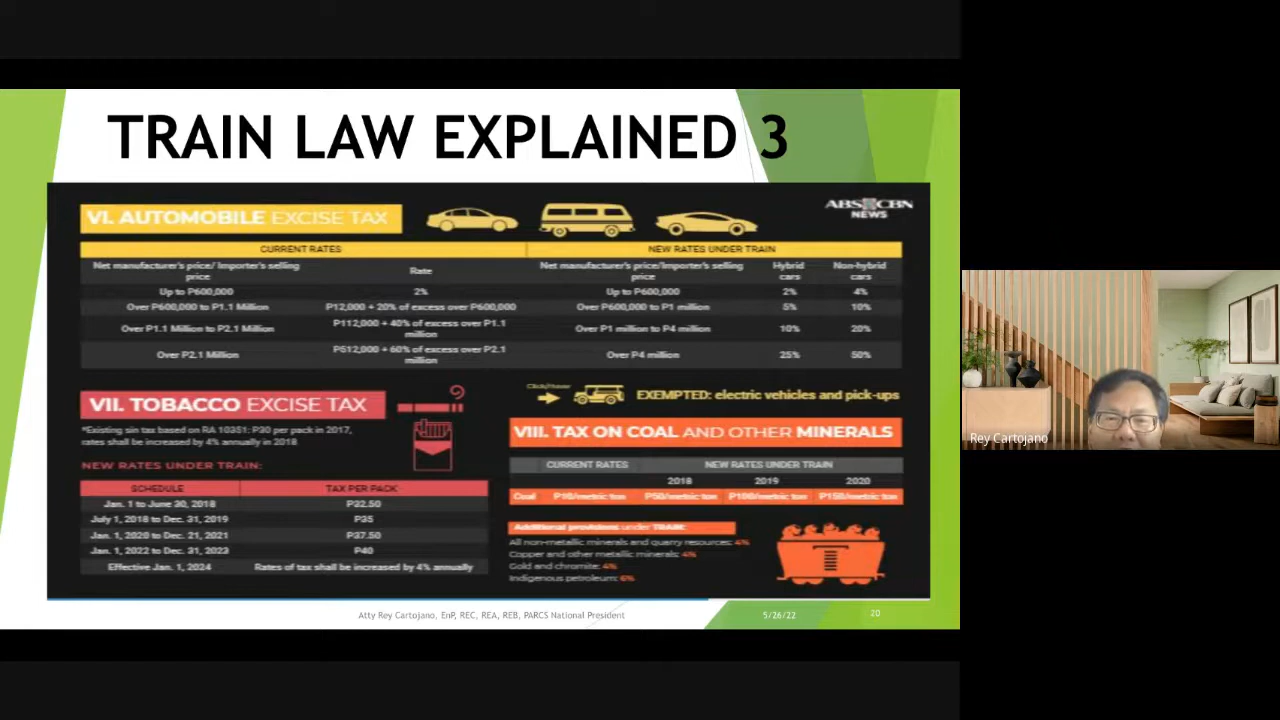 TRAIN LAW EXPLAINED 3
VI. AUTOMOBILE EXCISE TAX
ABS-CBN
NEWS
CURRENT RATES NEW RATES UNDER TRAIN
Net manufacturer's price/ Importer's selling price Rate Net manufacturer's price/Importer's selling price Hybrid cars Non-hybrid cars
Up to P600,000 2% Up to P600,000 2% 4%
Over P600,000 to P1.1 Million P12,000 + 20% of excess over P600,000 Over P600,000 to P1 million 5% 10%
Over P1.1 Million to P2.1 Million P112,000 + 40% of excess over P1.1 million Over P1 million to P4 million 10% 20%
Over P2.1 Million P512,000 + 60% of excess over P2.1 million Over P4 million 25% 50%
Click/Hover
EXEMPTED: electric vehicles and pick-ups
VII. TOBACCO EXCISE TAX
*Existing sin tax based on RA 10351: P30 per pack in 2017,
rates shall be increased by 4% annually in 2018
NEW RATES UNDER TRAIN:
SCHEDULE TAX PER PACK
Jan. 1 to June 30, 2018 P32.50
July 1, 2018 to Dec. 31, 2019 P35
Jan. 1, 2020 to Dec. 21, 2021 P37.50
Jan. 1, 2022 to Dec. 31, 2023 P40
Effective Jan. 1, 2024 Rates of tax shall be increased by 4% annually
VIII. TAX ON COAL AND OTHER MINERALS
CURRENT RATES NEW RATES UNDER TRAIN
2018 2019 2020
Coal P10/metric ton P50/metric ton P100/metric ton P150/metric ton
Additional provisions under TRAIN:
All non-metallic minerals and quarry resources: 4%
Copper and other metallic minerals: 4%
Gold and chromite: 4%
Indigenous petroleum: 6%
Atty Rey Cartojano, EnP, REC, REA, REB, PARCS National President
5/26/22
20
Rey Cartojano